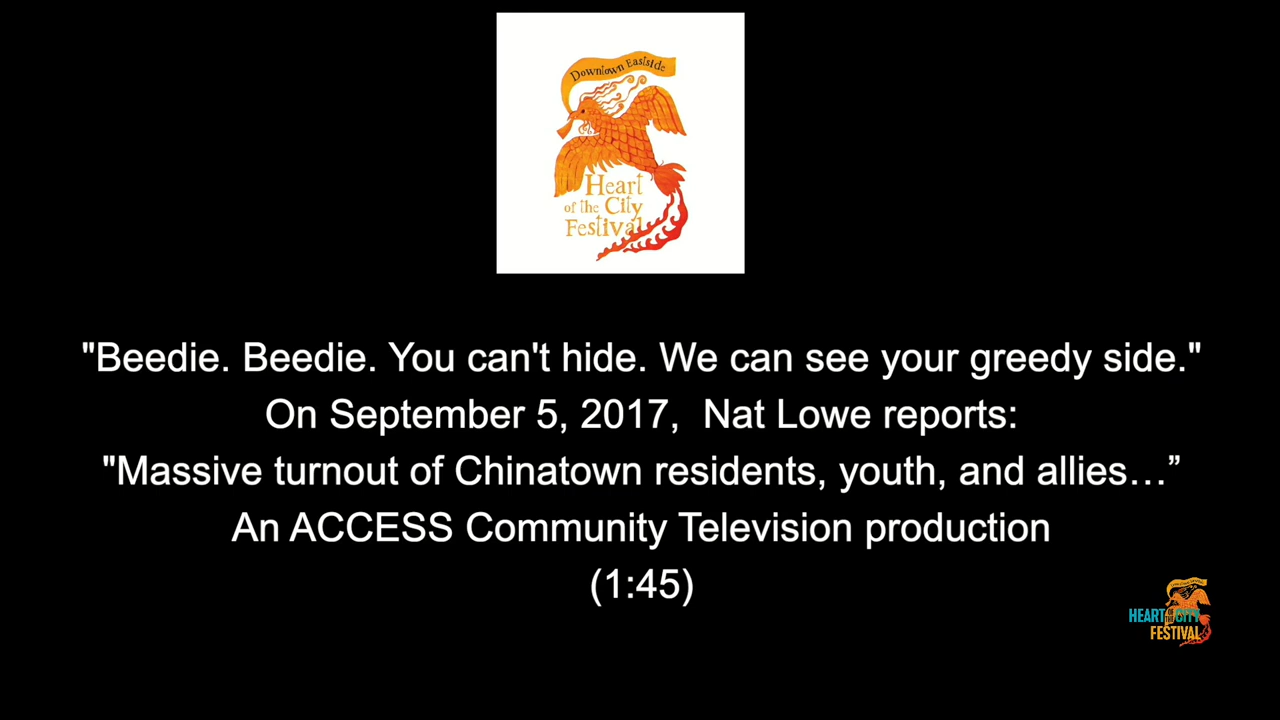 Downtown Eastside
Heart
of the City
Festival
"Beedie. Beedie. You can't hide. We can see your greedy side."
On September 5, 2017,  Nat Lowe reports:
"Massive turnout of Chinatown residents, youth, and allies…”
An ACCESS Community Television production
(1:45)
HEART OF THE CITY
FESTIVAL